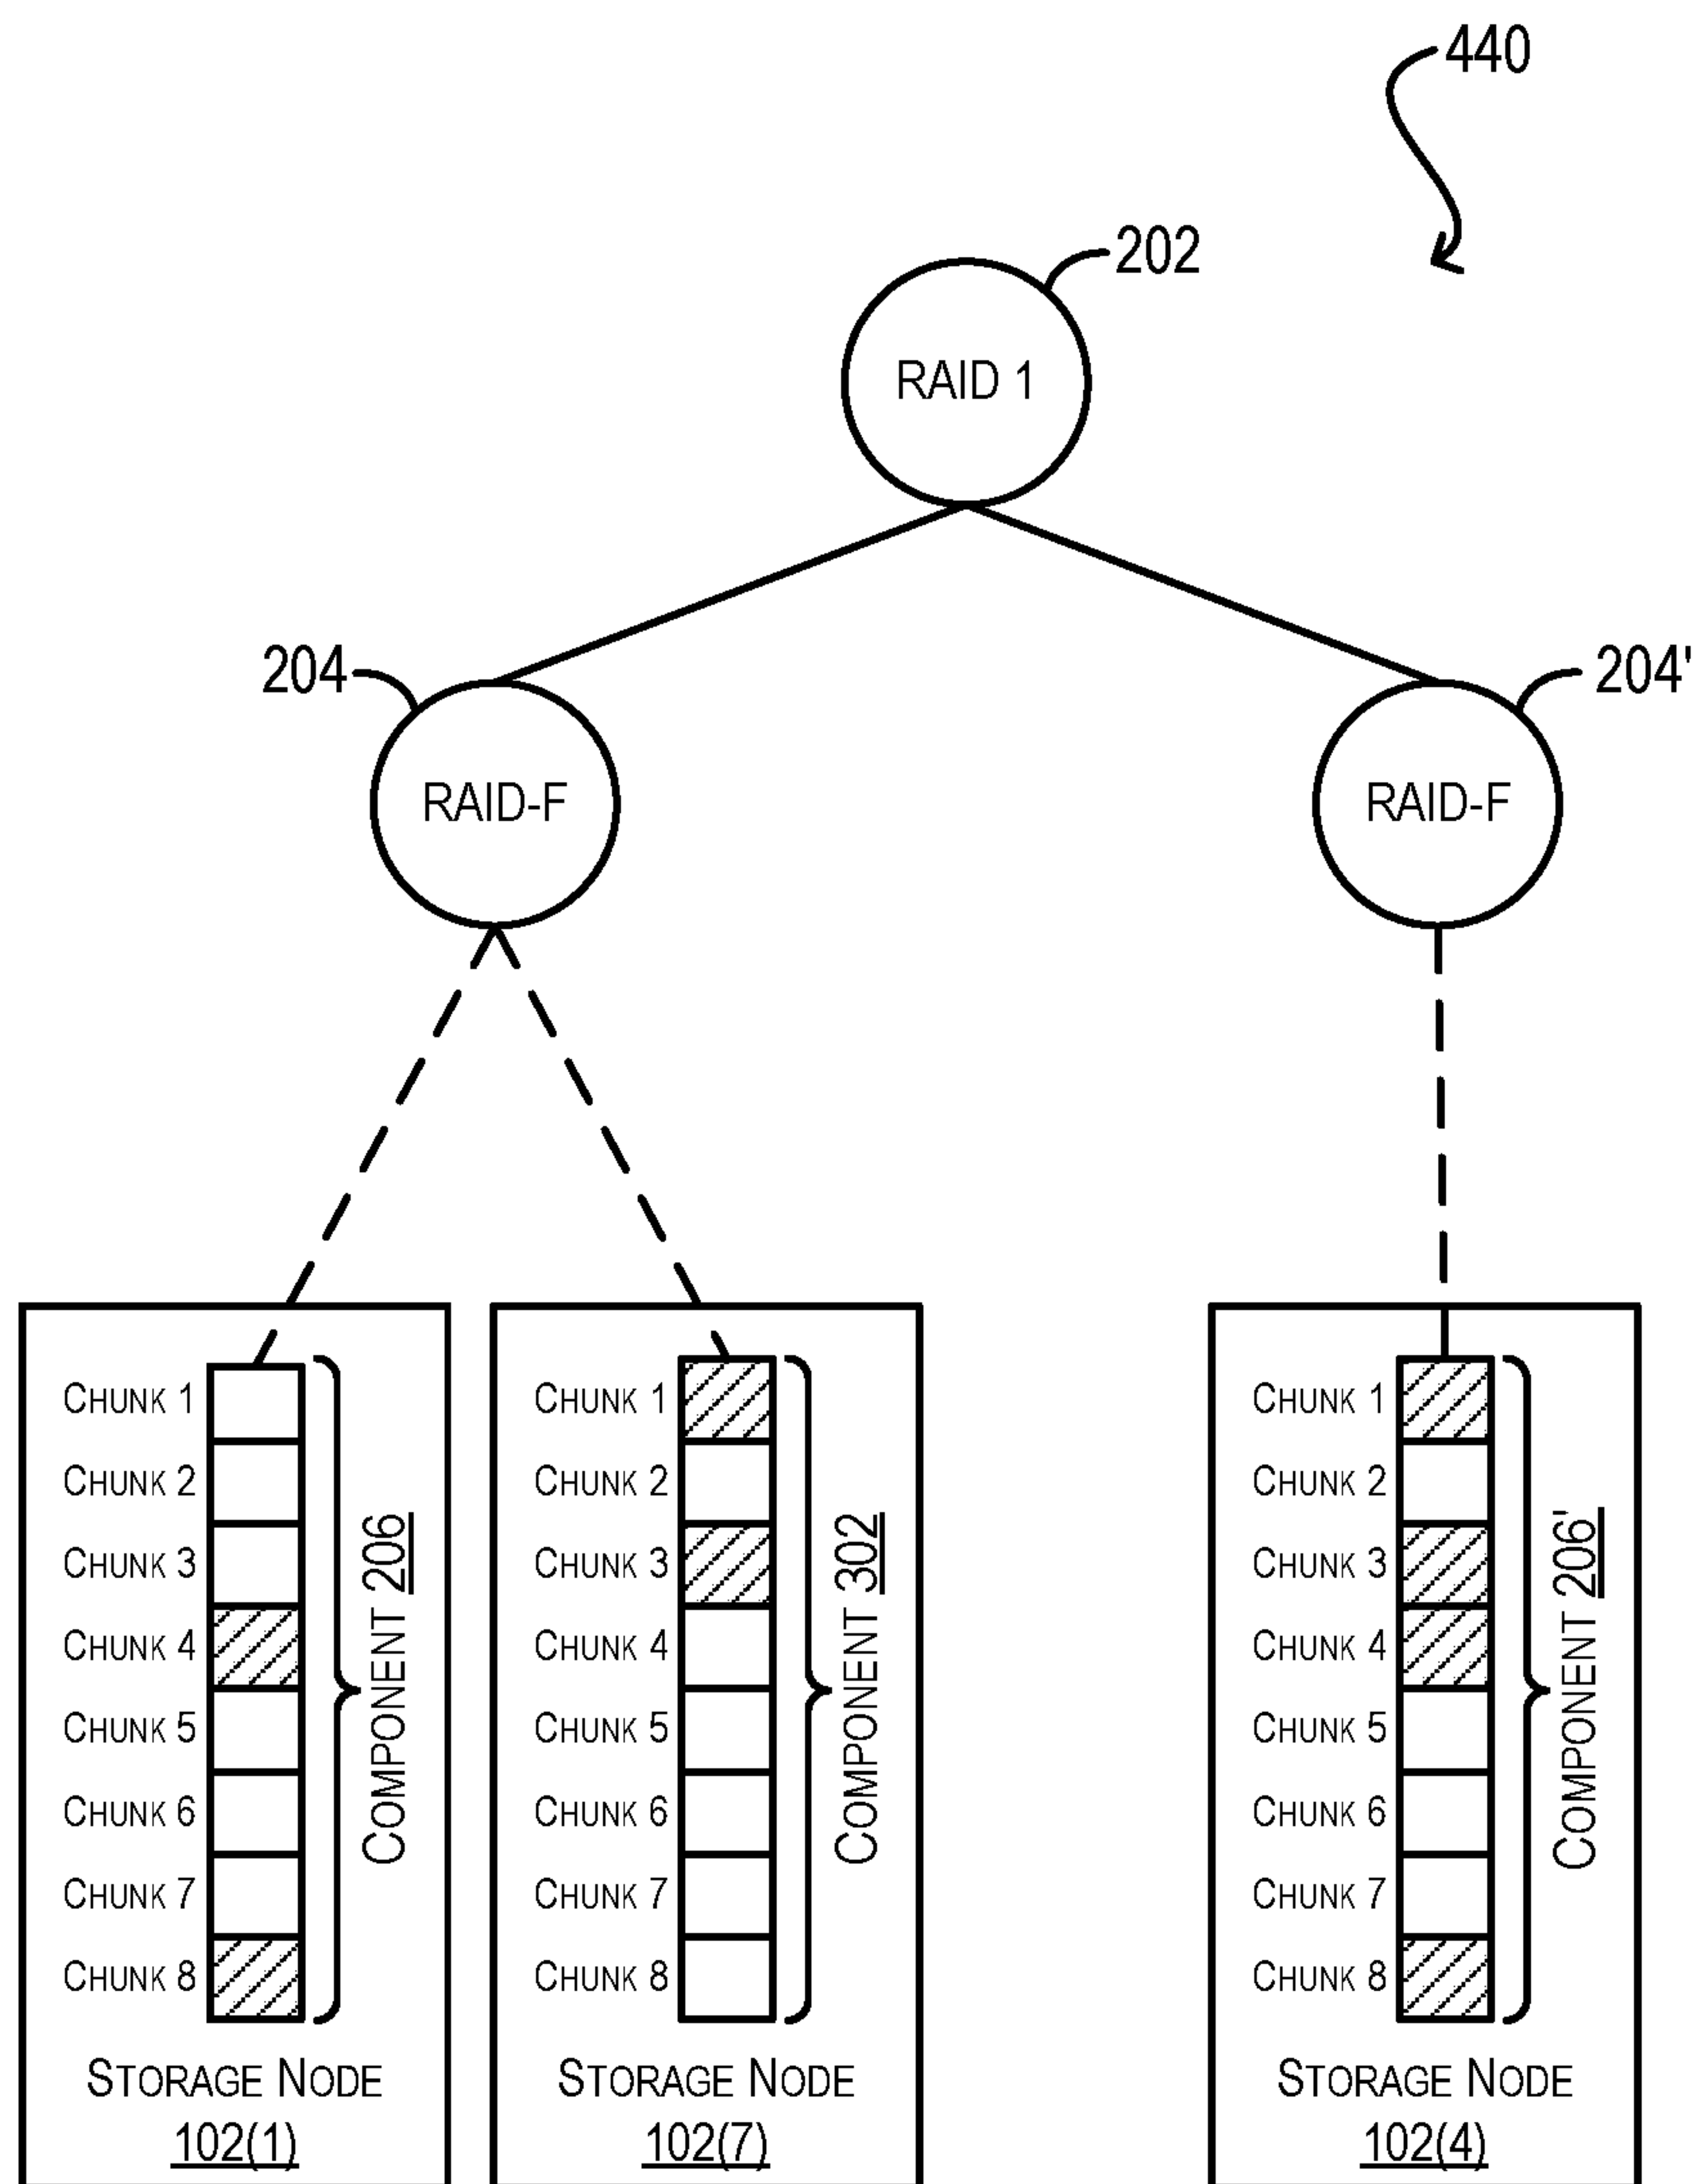 440
202
RAID 1
204
204'
RAID-F
RAID-F
CHUNK 1
CHUNK 2
CHUNK 3
CHUNK 4
CHUNK 5
CHUNK 6
CHUNK 7
CHUNK 8
COMPONENT 206
STORAGE NODE
102(1)
CHUNK 1
CHUNK 2
CHUNK 3
CHUNK 4
CHUNK 5
CHUNK 6
CHUNK 7
CHUNK 8
COMPONENT 302
STORAGE NODE
102(7)
CHUNK 1
CHUNK 2
CHUNK 3
CHUNK 4
CHUNK 5
CHUNK 6
CHUNK 7
CHUNK 8
COMPONENT 206'
STORAGE NODE
102(4)